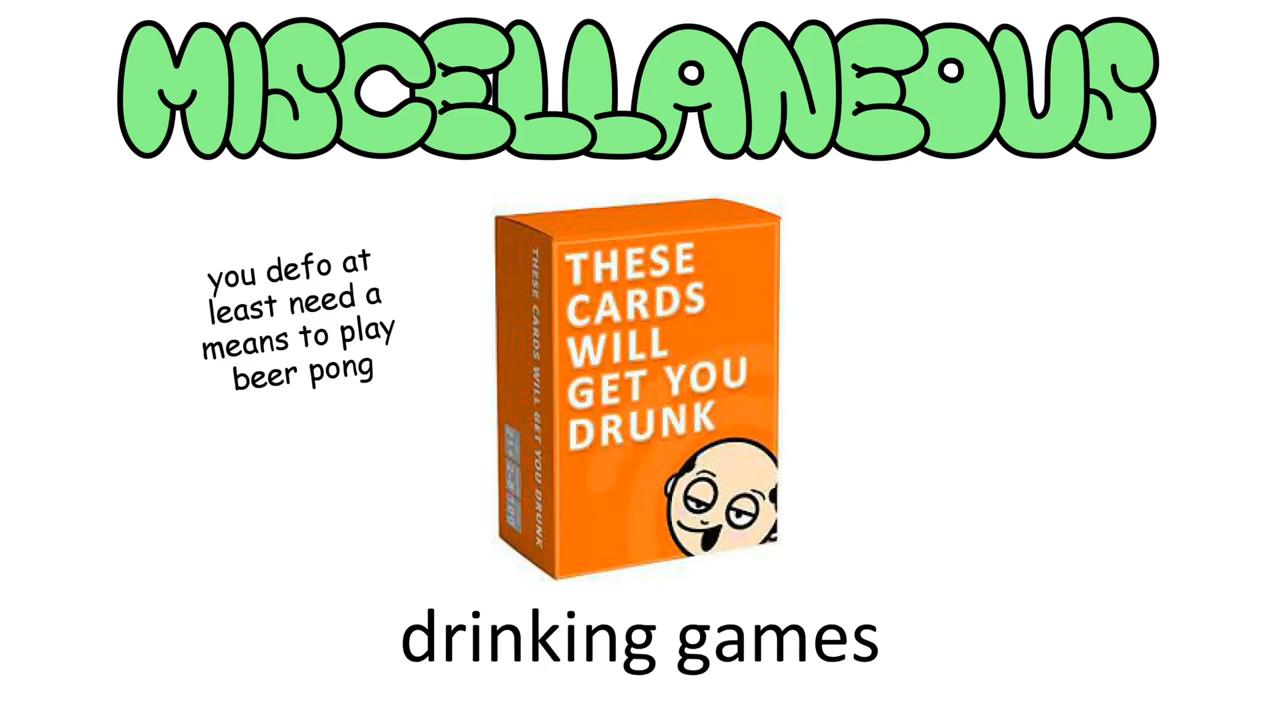 MISCELLANEOUS
you defo at
least need a
means to play
beer pong
THESE
CARDS
WILL
GET YOU
DRUNK
THESE CARDS WILL GET YOU DRUNK
drinking games